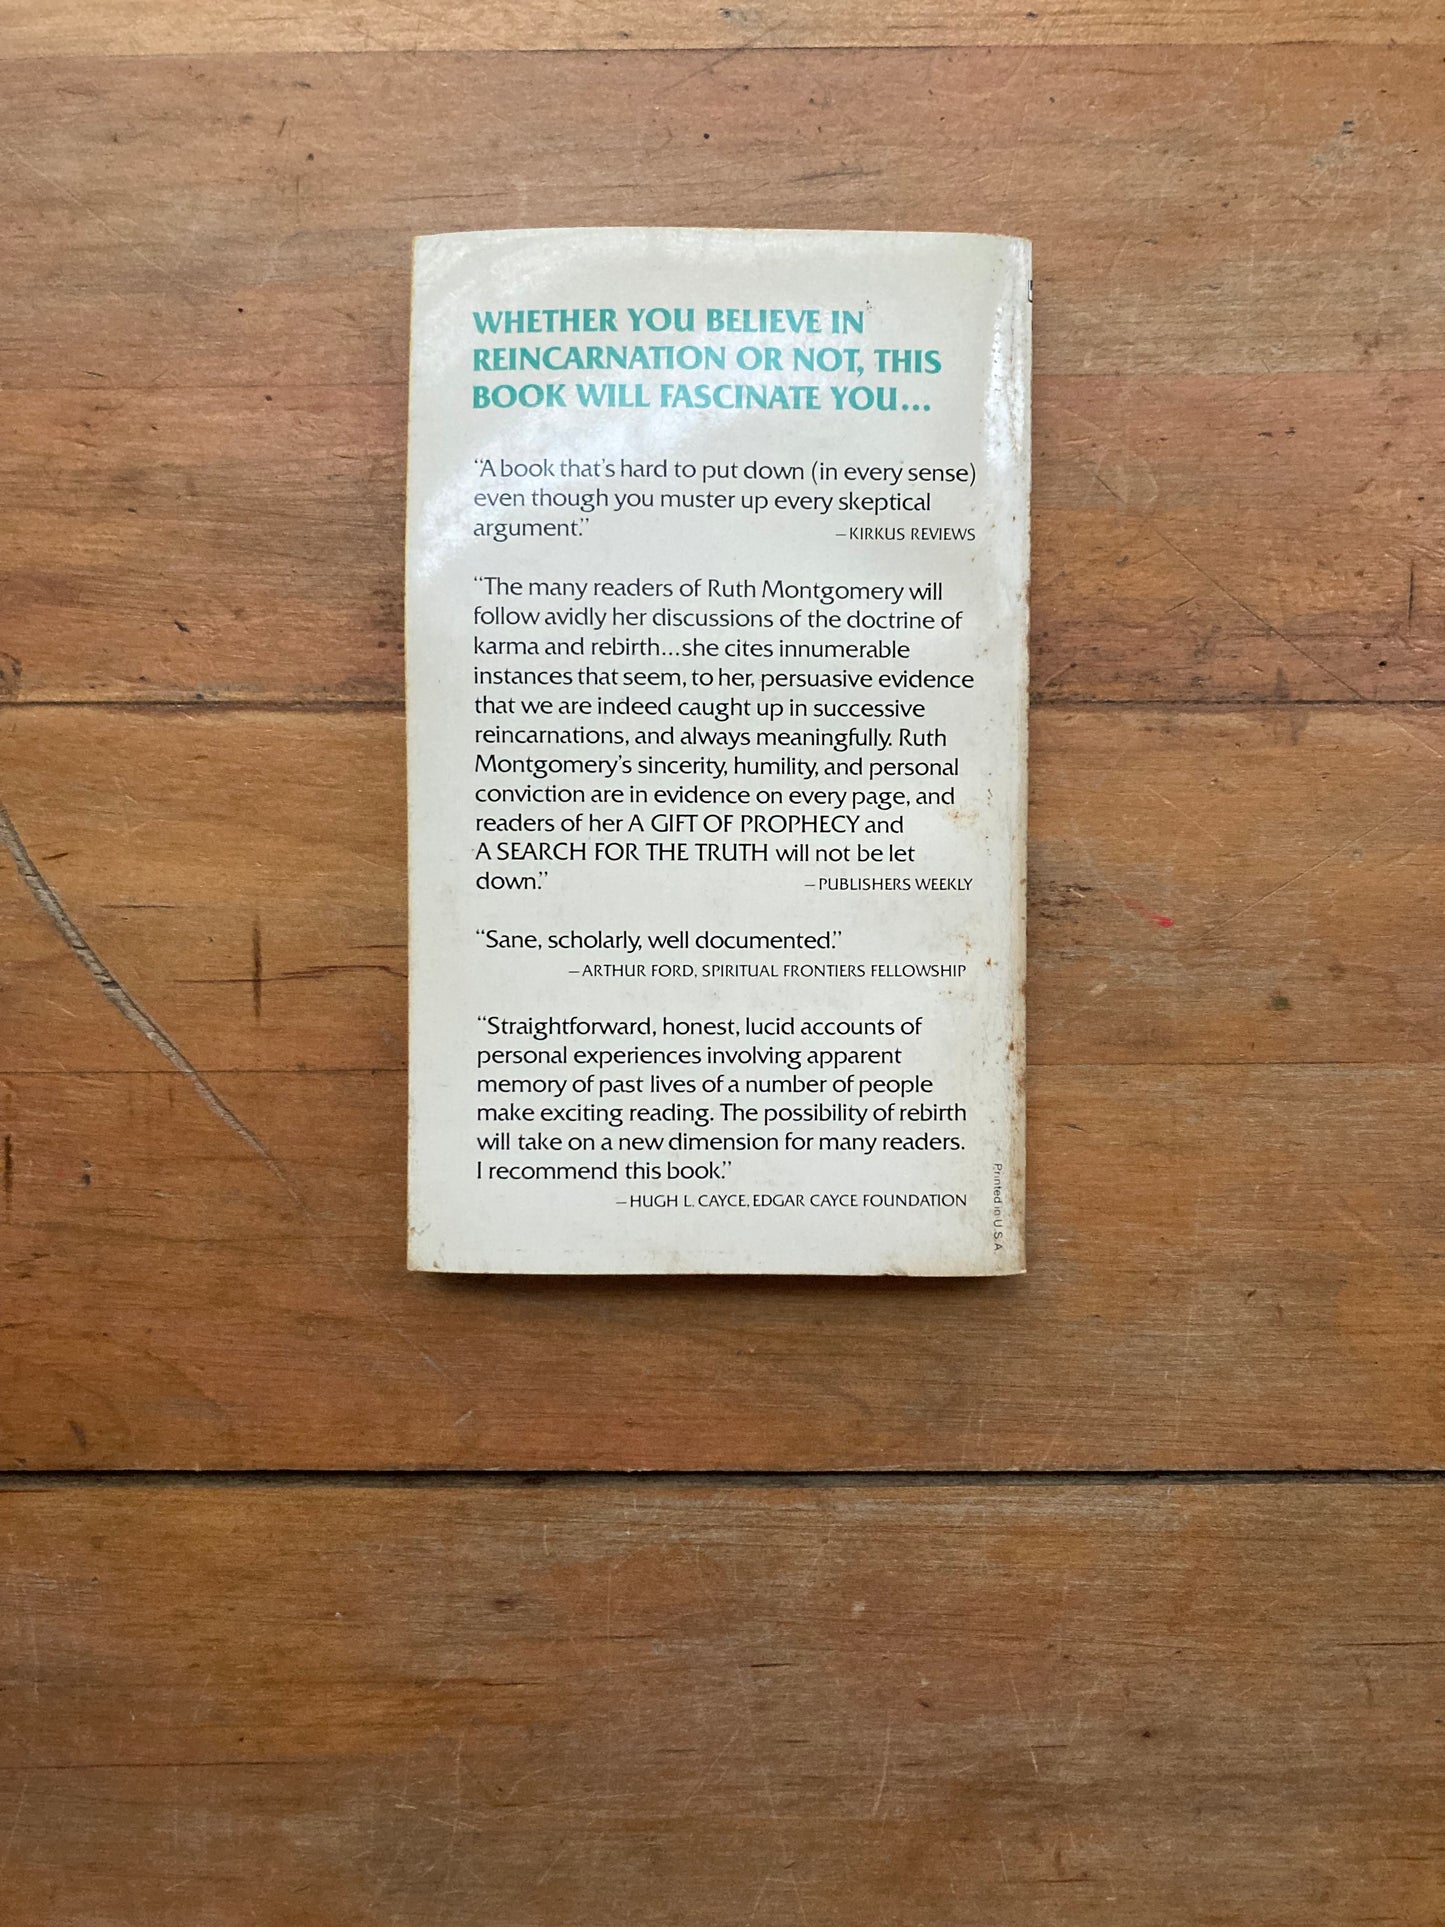 WHETHER YOU BELIEVE IN
REINCARNATION OR NOT, THIS
BOOK WILL FASCINATE YOU...
“A book that’s hard to put down (in every sense)
even though you muster up every skeptical
argument.”
—KIRKUS REVIEWS
“The many readers of Ruth Montgomery will
follow avidly her discussions of the doctrine of
karma and rebirth...she cites innumerable
instances that seem, to her, persuasive evidence
that we are indeed caught up in successive
reincarnations, and always meaningfully. Ruth
Montgomery’s sincerity, humility, and personal
conviction are in evidence on every page, and
readers of her A GIFT OF PROPHECY and
A SEARCH FOR THE TRUTH will not be let
down.”
—PUBLISHERS WEEKLY
“Sane, scholarly, well documented.”
—ARTHUR FORD, SPIRITUAL FRONTIERS FELLOWSHIP
“Straightforward, honest, lucid accounts of
personal experiences involving apparent
memory of past lives of a number of people
make exciting reading. The possibility of rebirth
will take on a new dimension for many readers.
I recommend this book.”
—HUGH L. CAYCE, EDGAR CAYCE FOUNDATION
Printed in U.S.A.